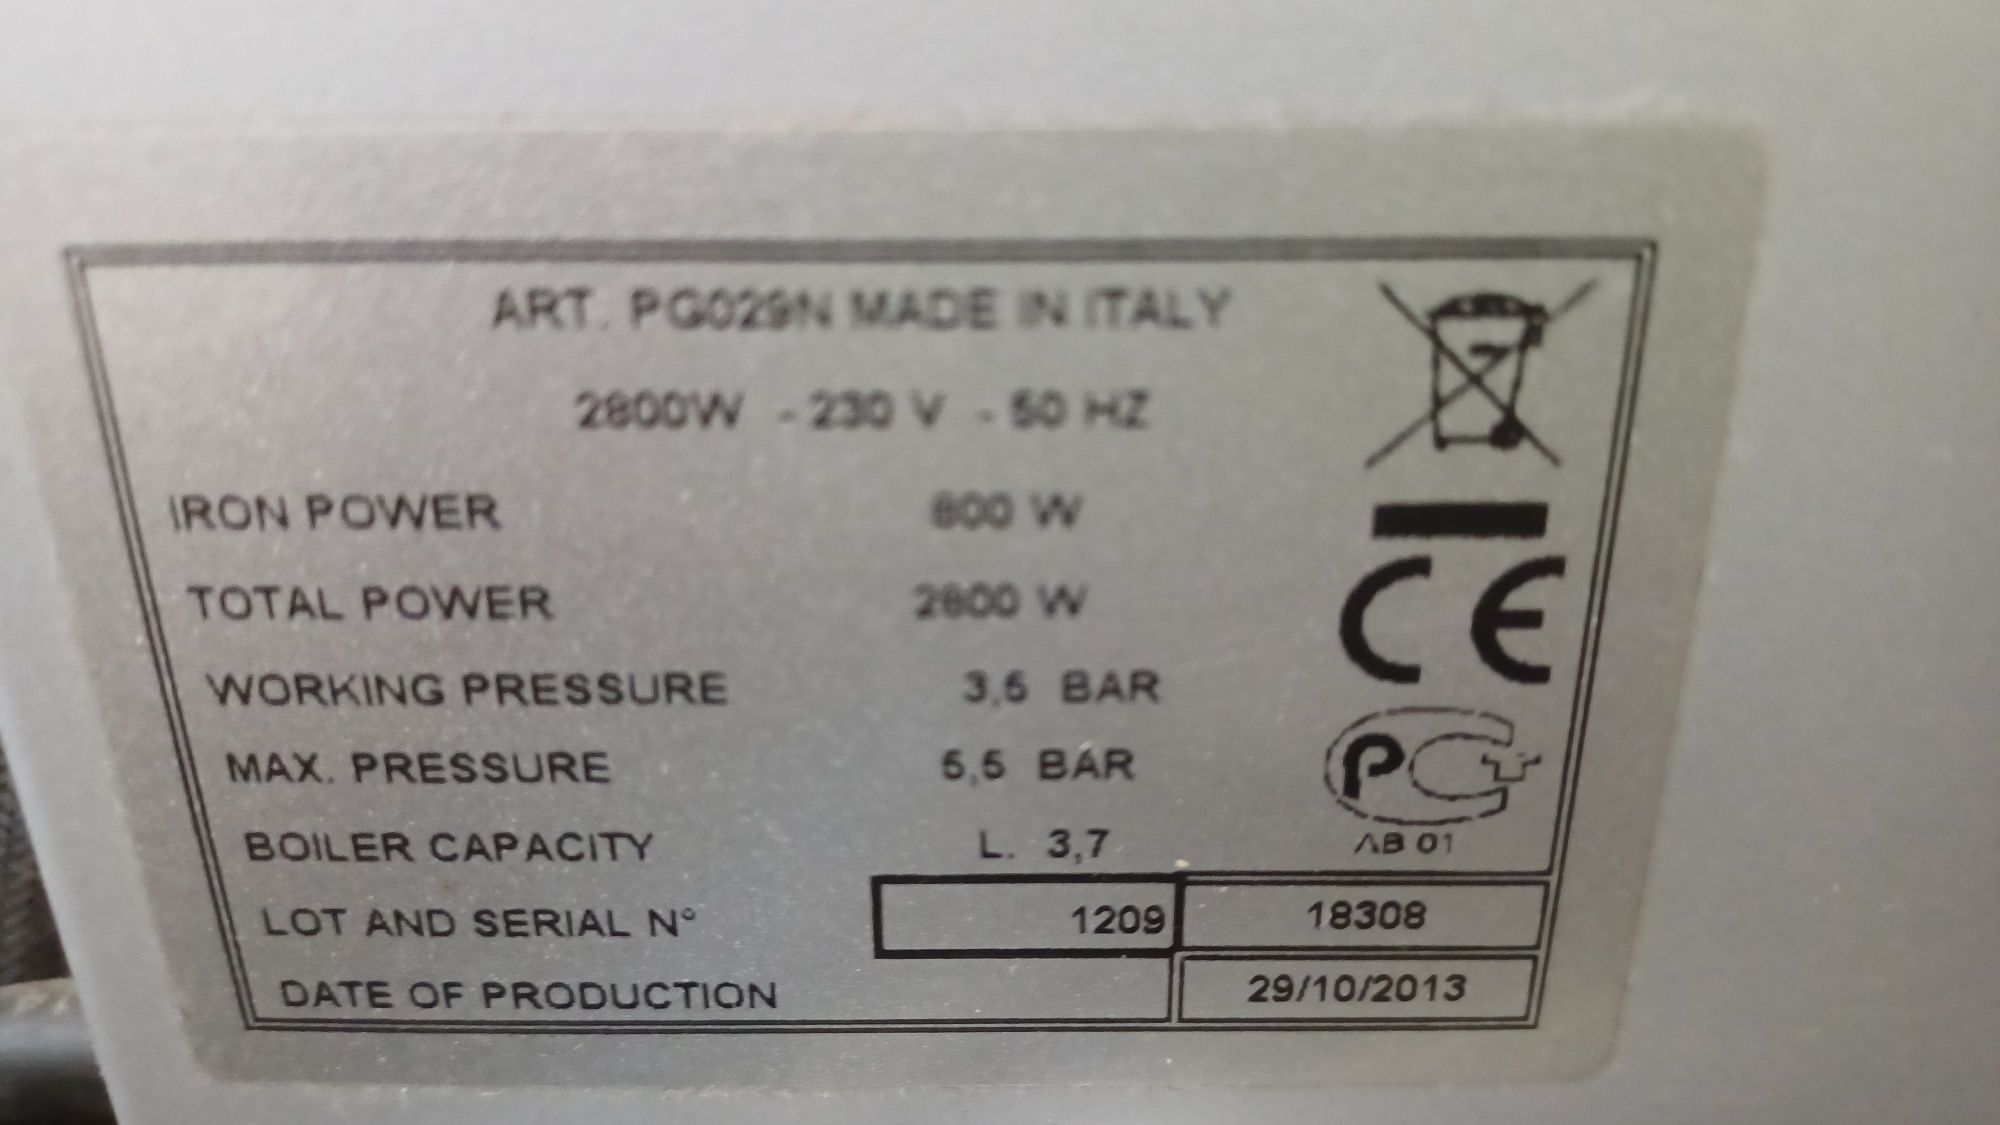 ART. PG029N MADE IN ITALY
2800W - 230 V - 50 HZ
IRON POWER 800 W
TOTAL POWER 2800 W
WORKING PRESSURE 3,5 BAR
MAX. PRESSURE 5,5 BAR
BOILER CAPACITY L. 3,7
LOT AND SERIAL N° 1209 18308
DATE OF PRODUCTION 29/10/2013
CE
PC
AB 01